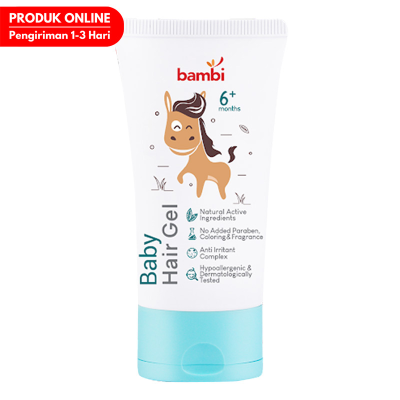 PRODUK ONLINE
Pengiriman 1-3 Hari
bambi
6+
months
Baby
Hair Gel
Natural Active
Ingredients
No Added Paraben,
Coloring & Fragrance
Anti Irritant
Complex
Hypoallergenic &
Dermatologically
Tested